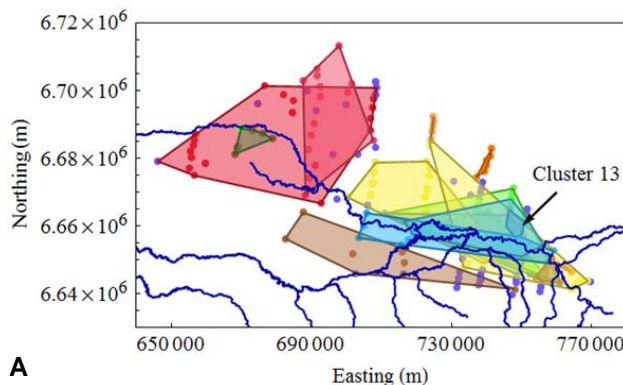 6.72×10⁶
6.70×10⁶
6.68×10⁶
6.66×10⁶
6.64×10⁶
Northing (m)
Cluster 13
650 000 690 000 730 000 770 000
Easting (m)
A